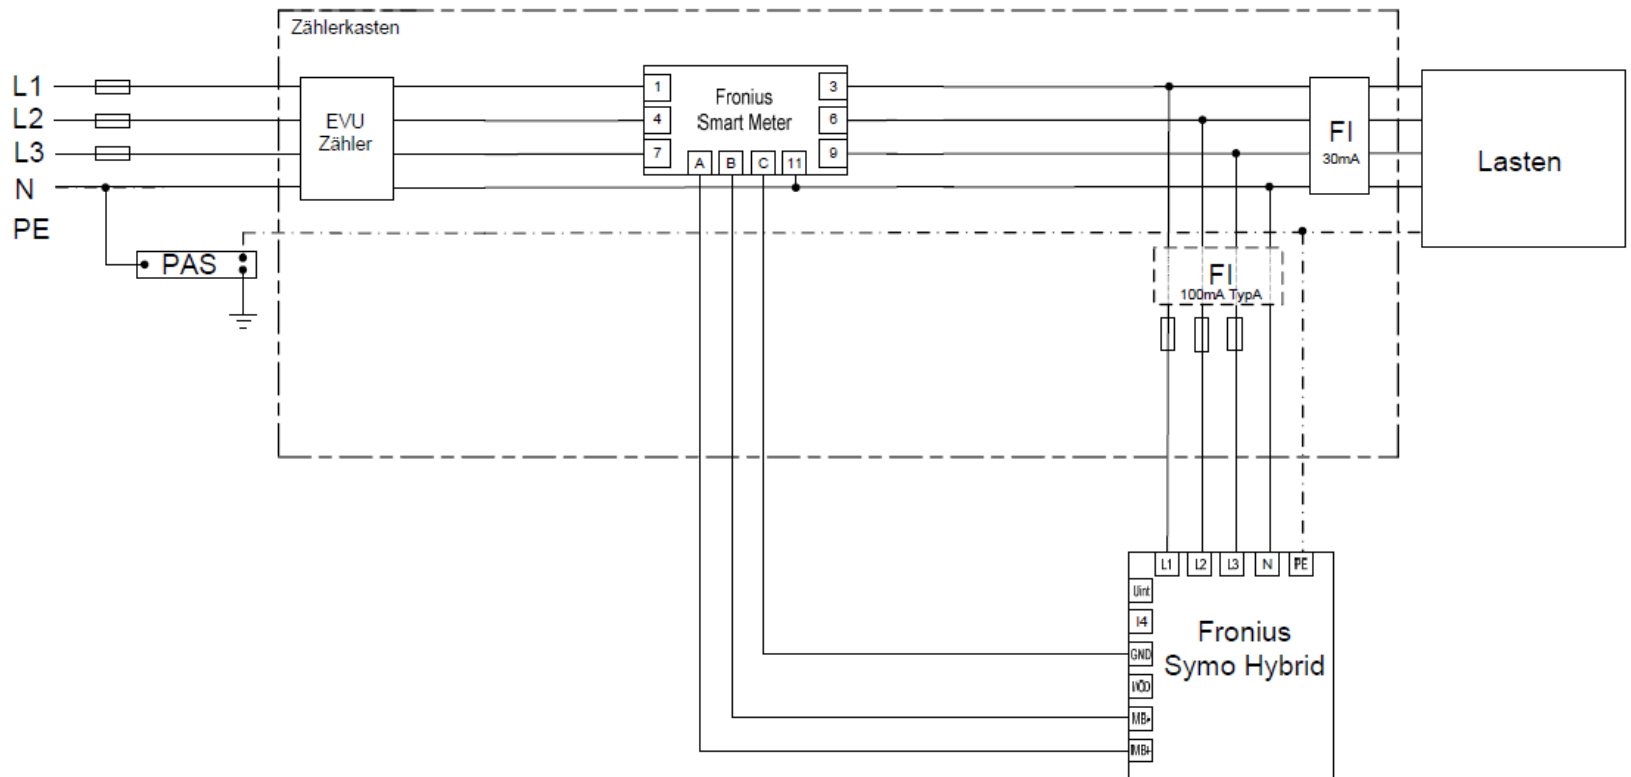 Zählerkasten
L1
L2
L3
N
PE
EVU
Zähler
1
4
7
Fronius
Smart Meter
3
6
9
A
B
C
11
FI
30mA
Lasten
PAS
FI
100mA TypA
L1
L2
L3
N
PE
Uint
I4
GND
I/O0
MB-
MB+
Fronius
Symo Hybrid